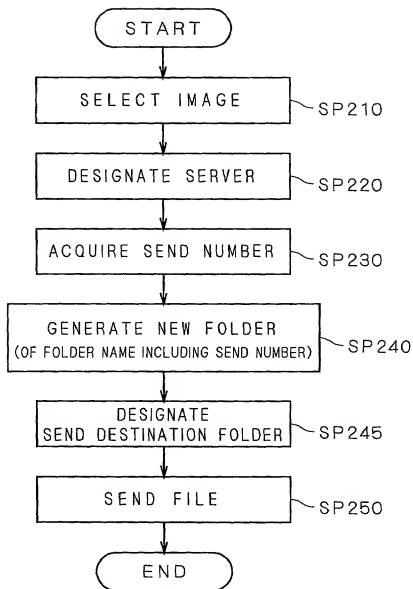 START
SELECT IMAGE
SP210
DESIGNATE SERVER
SP220
ACQUIRE SEND NUMBER
SP230
GENERATE NEW FOLDER
(OF FOLDER NAME INCLUDING SEND NUMBER)
SP240
DESIGNATE
SEND DESTINATION FOLDER
SP245
SEND FILE
SP250
END